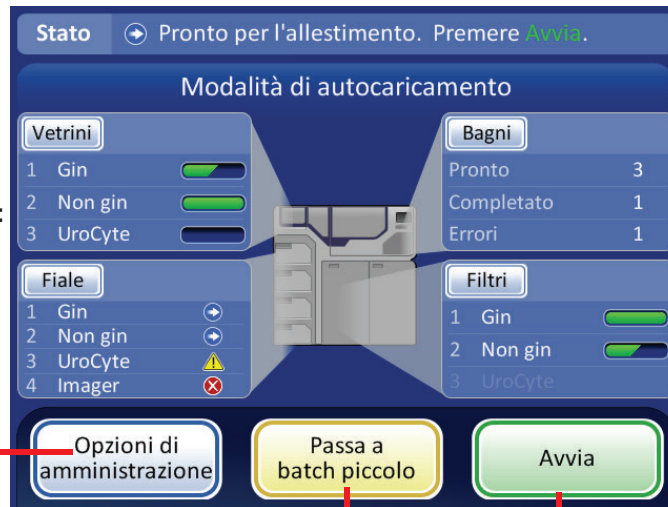 Stato Pronto per l'allestimento. Premere Avvia.
Modalità di autocaricamento
Vetrini
1 Gin
2 Non gin
3 UroCyte
Bagni
Pronto 3
Completato 1
Errori 1
:
Fiale
1 Gin
2 Non gin
3 UroCyte
4 Imager
Filtri
1 Gin
2 Non gin
3 UroCyte
Opzioni di
amministrazione
Passa a
batch piccolo
Avvia